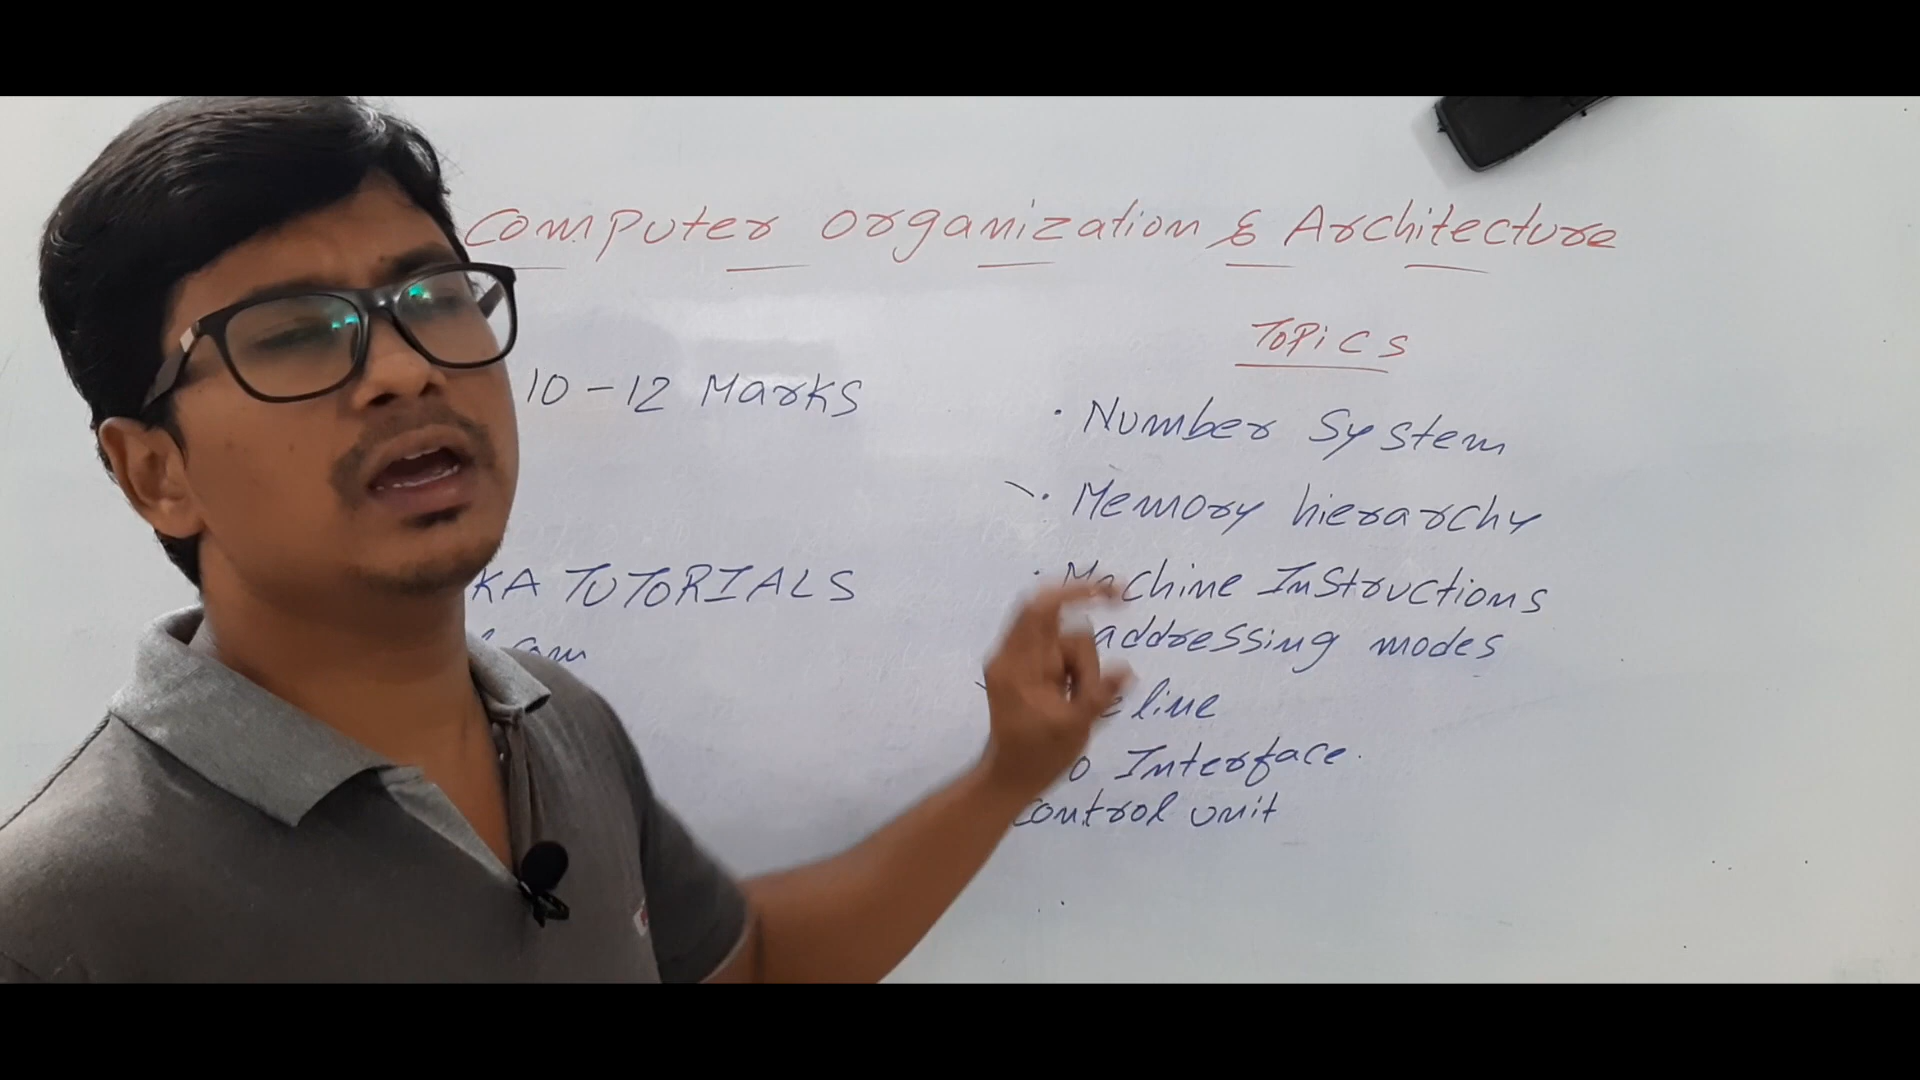 Computer Organization & Architecture
10-12 Marks
KA TUTORIALS
Topics
• Number System
• Memory hierarchy
• Machine Instructions
addressing modes
line
Interface
control unit